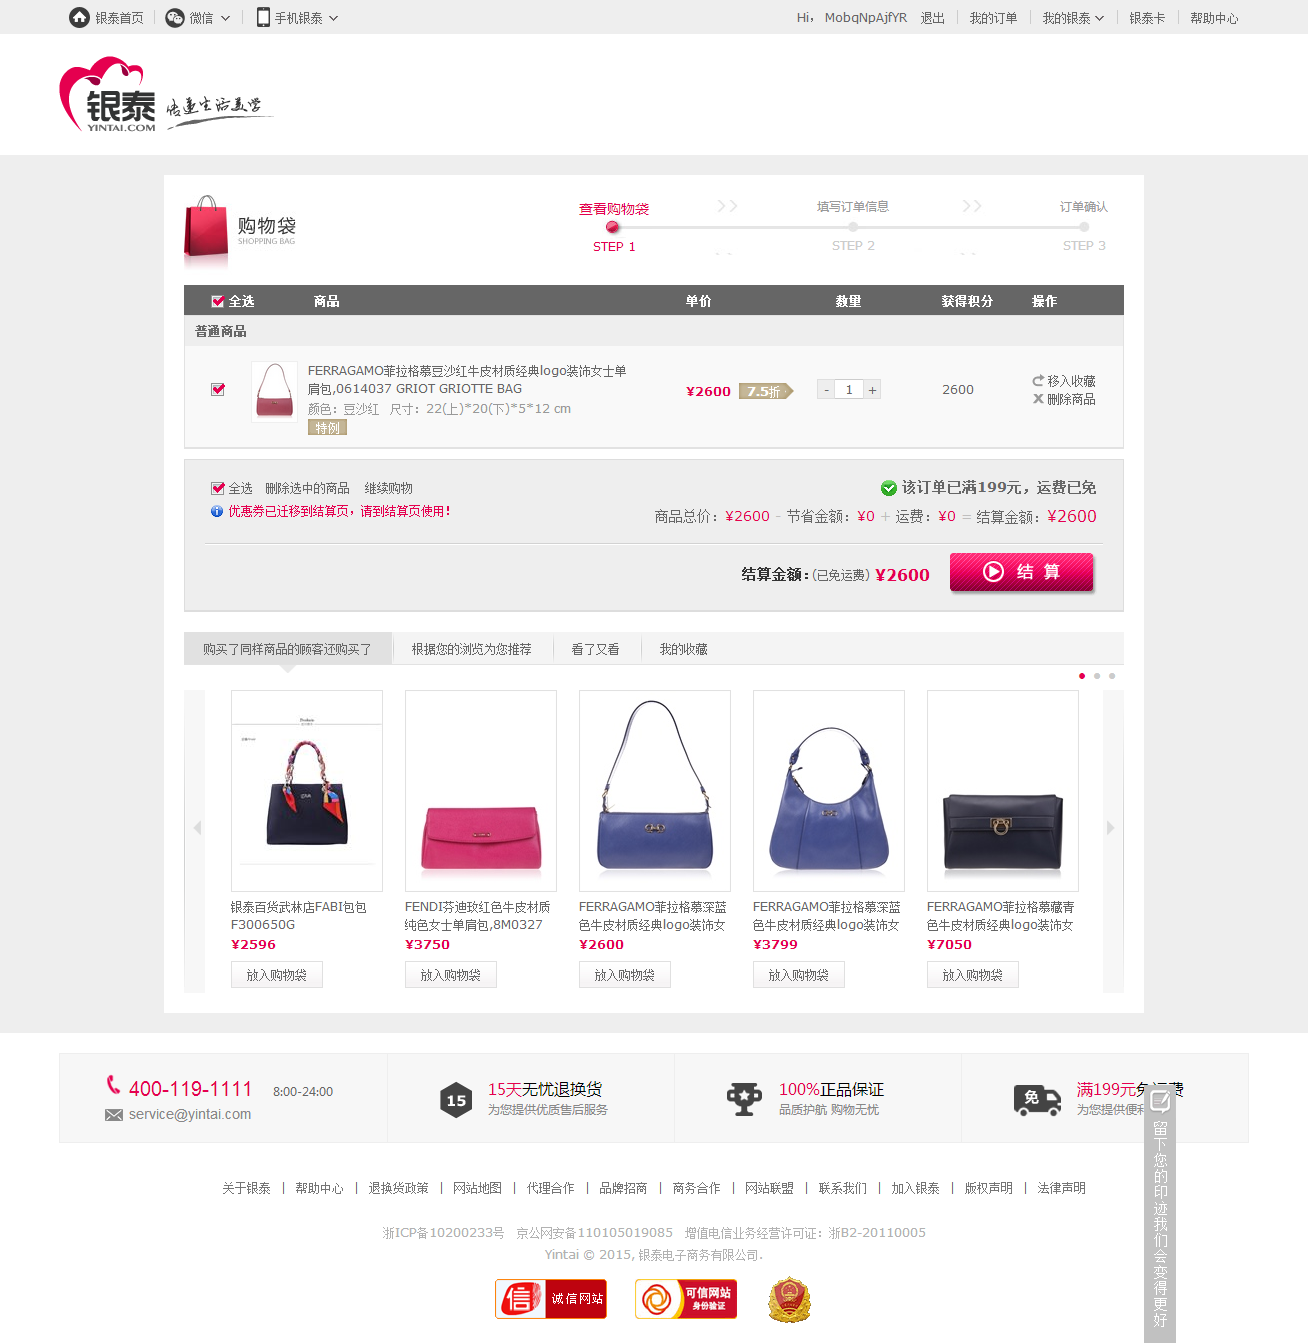 银泰首页 微信 手机银泰 Hi， MobqNpAjfYR 退出 我的订单 我的银泰 银泰卡 帮助中心
银泰 传递生活美学
YINTAI.COM
购物袋
SHOPPING BAG
查看购物袋 填写订单信息 订单确认
STEP 1 STEP 2 STEP 3
全选 商品 单价 数量 获得积分 操作
普通商品
FERRAGAMO菲拉格慕豆沙红牛皮材质经典logo装饰女士单
肩包,0614037 GRIOT GRIOTTE BAG
颜色：豆沙红 尺寸：22(上)*20(下)*5*12 cm
特例
¥2600 7.5折 - 1 + 2600
移入收藏
删除商品
全选 删除选中的商品 继续购物
优惠券已迁移到结算页，请到结算页使用！
该订单已满199元，运费已免
商品总价：¥2600 - 节省金额：¥0 + 运费：¥0 = 结算金额：¥2600
结算金额：(已免运费) ¥2600 结 算
购买了同样商品的顾客还购买了 根据您的浏览为您推荐 看了又看 我的收藏
银泰百货武林店FABI包包
F300650G
¥2596
放入购物袋
FENDI芬迪玫红色牛皮材质
纯色女士单肩包,8M0327
¥3750
放入购物袋
FERRAGAMO菲拉格慕深蓝
色牛皮材质经典logo装饰女
¥2600
放入购物袋
FERRAGAMO菲拉格慕深蓝
色牛皮材质经典logo装饰女
¥3799
放入购物袋
FERRAGAMO菲拉格慕藏青
色牛皮材质经典logo装饰女
¥7050
放入购物袋
400-119-1111 8:00-24:00
service@yintai.com
15
15天无忧退换货
为您提供优质售后服务
100%正品保证
品质护航 购物无忧
免
满199元免运费
为您提供便利
留下您的印迹我们会变得更好
关于银泰 | 帮助中心 | 退换货政策 | 网站地图 | 代理合作 | 品牌招商 | 商务合作 | 网站联盟 | 联系我们 | 加入银泰 | 版权声明 | 法律声明
浙ICP备10200233号 京公网安备110105019085 增值电信业务经营许可证：浙B2-20110005
Yintai © 2015, 银泰电子商务有限公司.
信 诚信网站
可信网站
身份验证